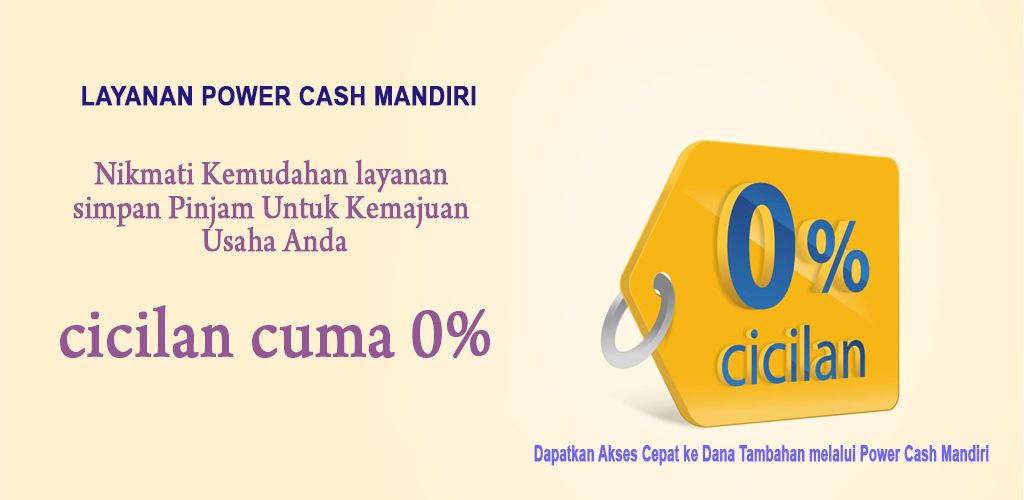 LAYANAN POWER CASH MANDIRI
Nikmati Kemudahan layanan
simpan Pinjam Untuk Kemajuan
Usaha Anda
cicilan cuma 0%
0%
cicilan
Dapatkan Akses Cepat ke Dana Tambahan melalui Power Cash Mandiri